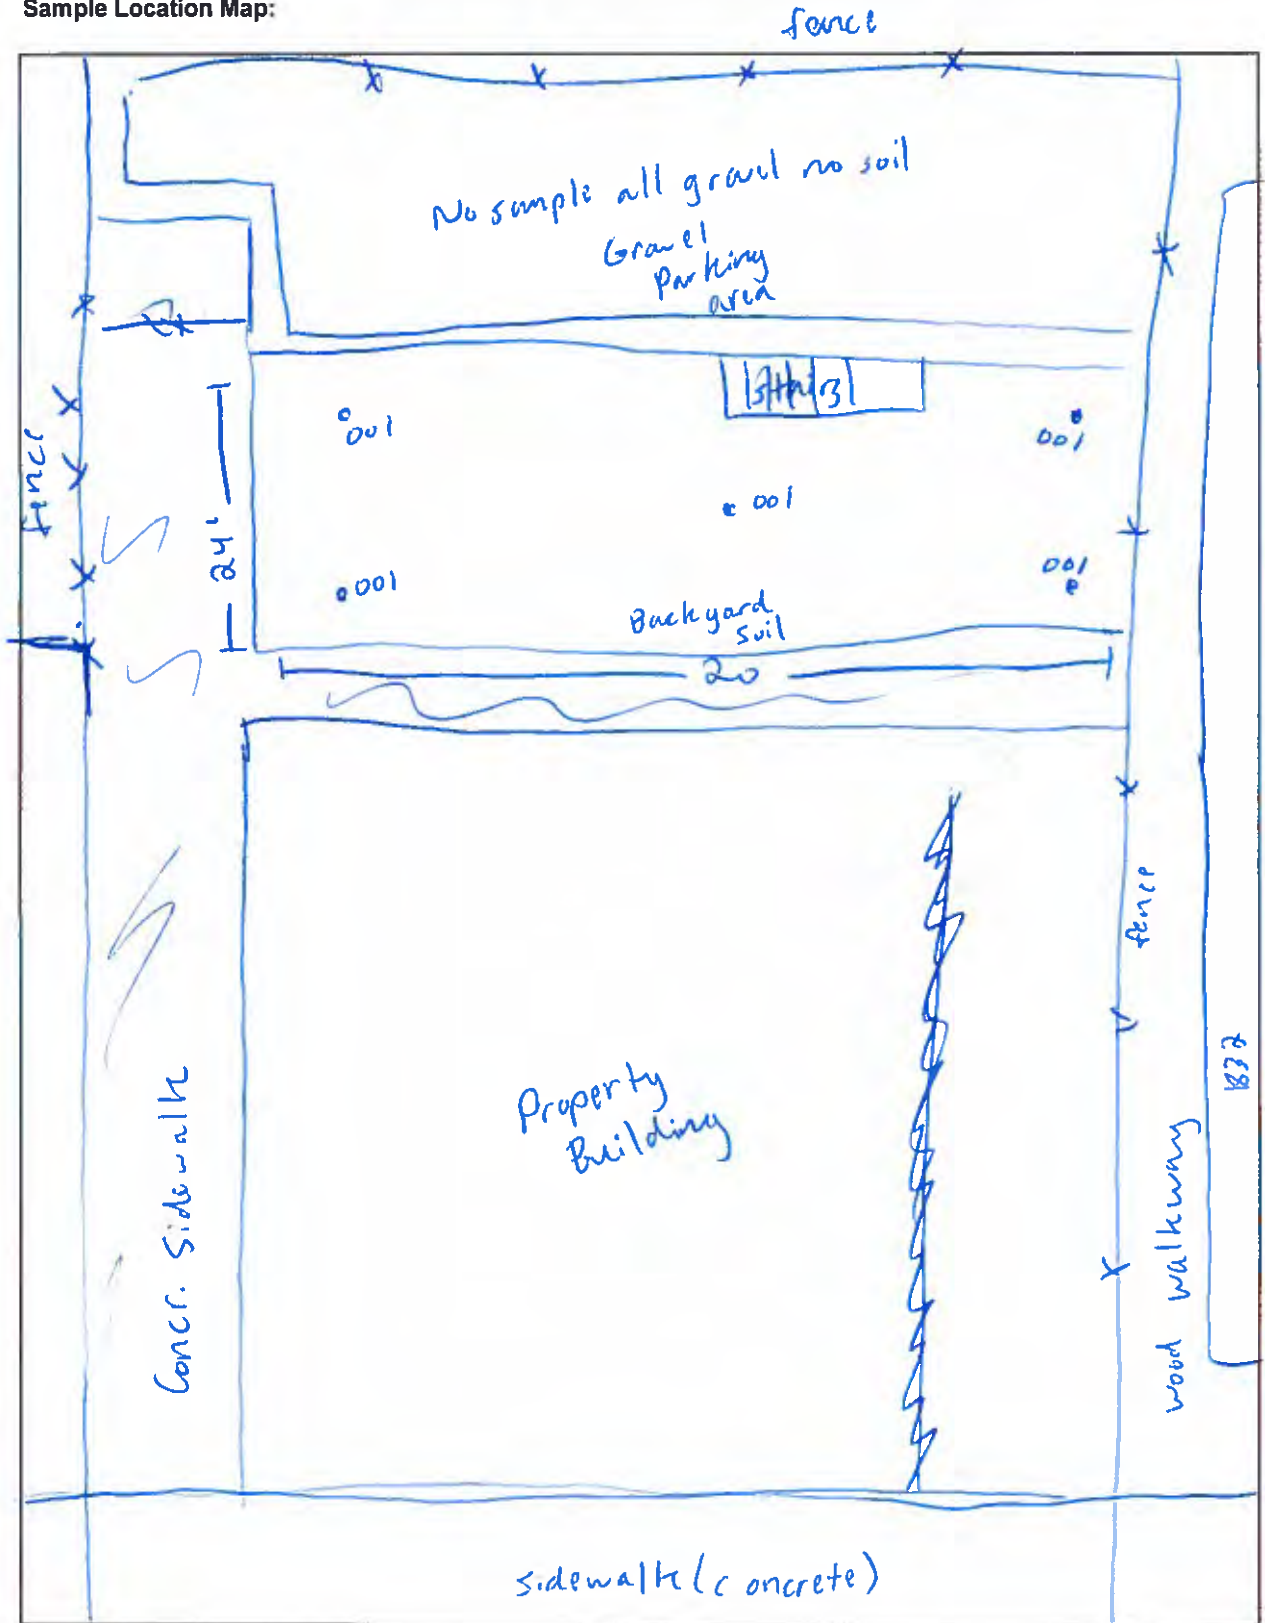 Sample Location Map:
fence
No sample all gravel no soil
Gravel
Parking
area
001
001
001
001
001
fence
24'
Backyard
Soil
20
fence
Property
Building
Concr. Sidewalk
wood walkway
832
sidewalk (concrete)